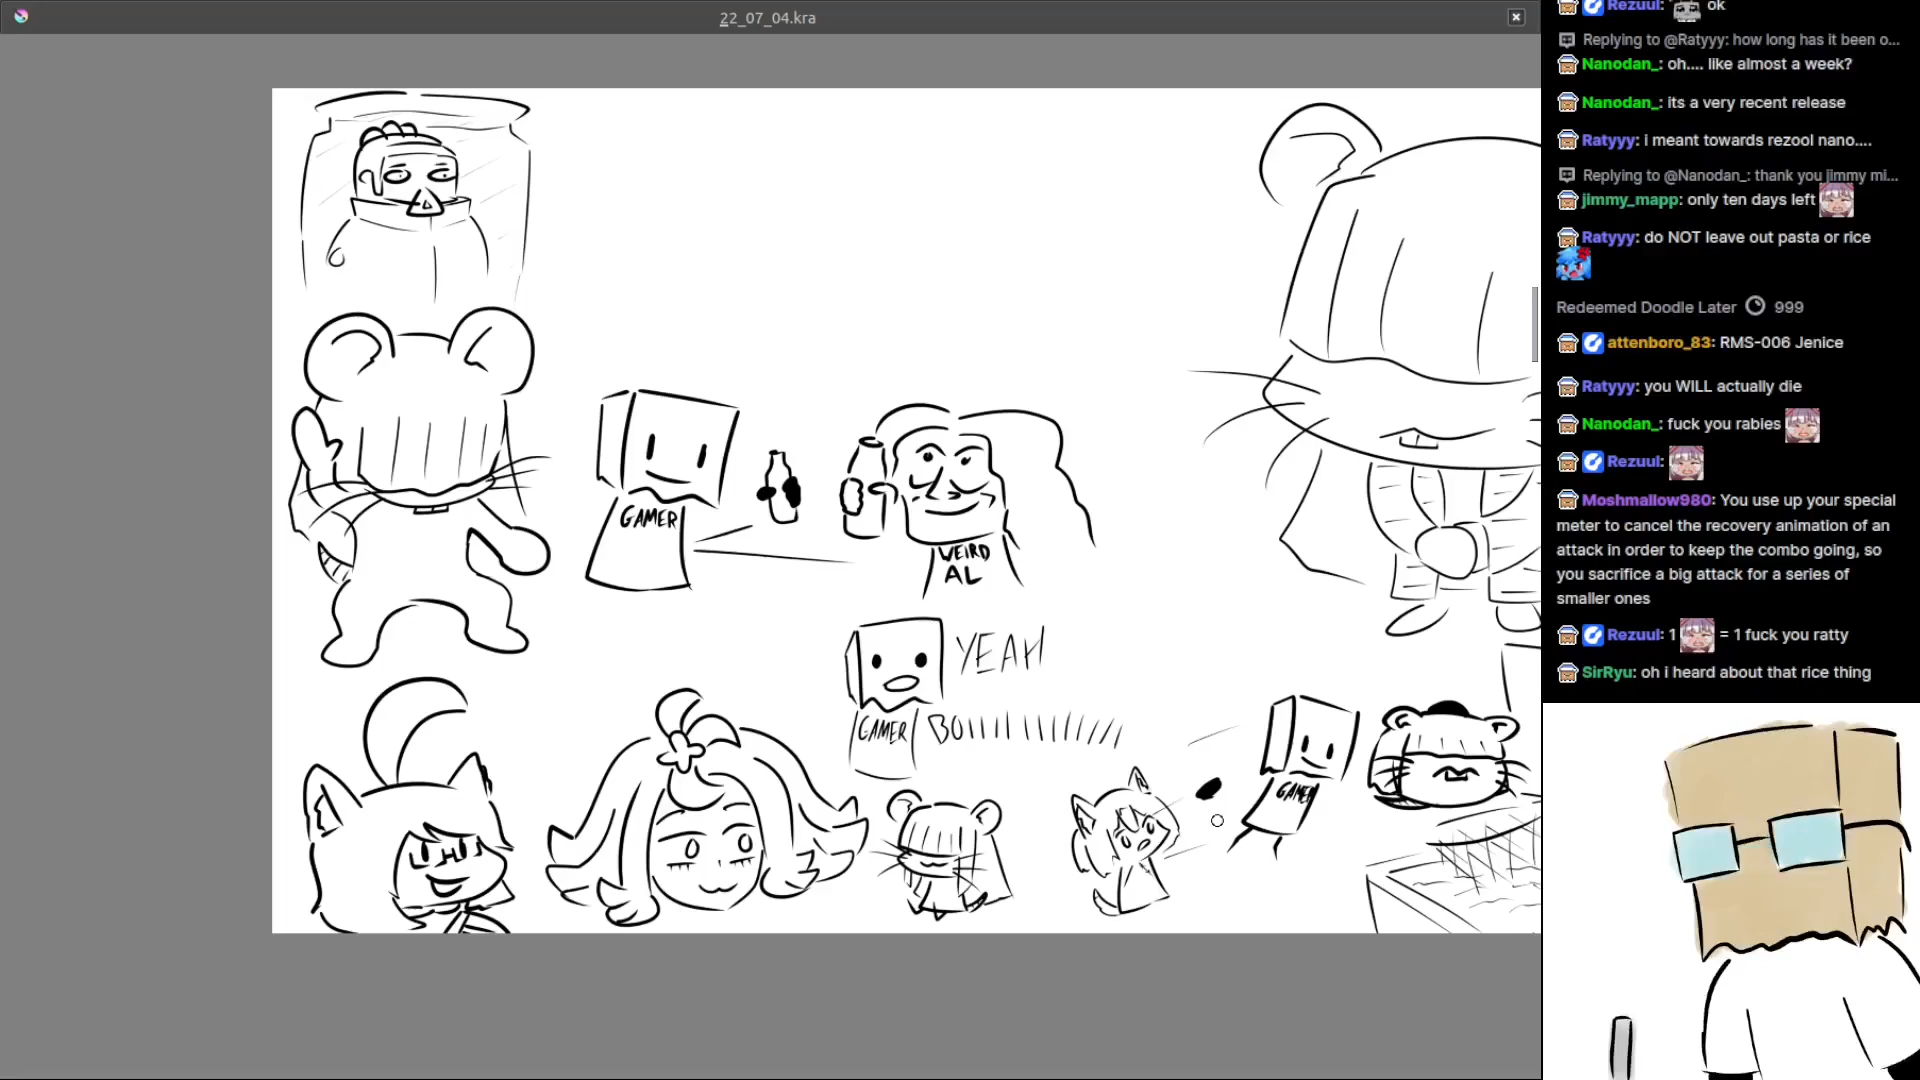 22_07_04.kra
GAMER
WEIRD
AL
YEAH
GAMER BOIIIIIIIIIIIIII
GAMER
Rezuul: ok
Replying to @Ratyyy: how long has it been o...
Nanodan_: oh.... like almost a week?
Nanodan_: its a very recent release
Ratyyy: i meant towards rezool nano....
Replying to @Nanodan_: thank you jimmy mi...
jimmy_mapp: only ten days left
Ratyyy: do NOT leave out pasta or rice
Redeemed Doodle Later 999
attenboro_83: RMS-006 Jenice
Ratyyy: you WILL actually die
Nanodan_: fuck you rabies
Rezuul:
Moshmallow980: You use up your special
meter to cancel the recovery animation of an
attack in order to keep the combo going, so
you sacrifice a big attack for a series of
smaller ones
Rezuul: 1 = 1 fuck you ratty
SirRyu: oh i heard about that rice thing